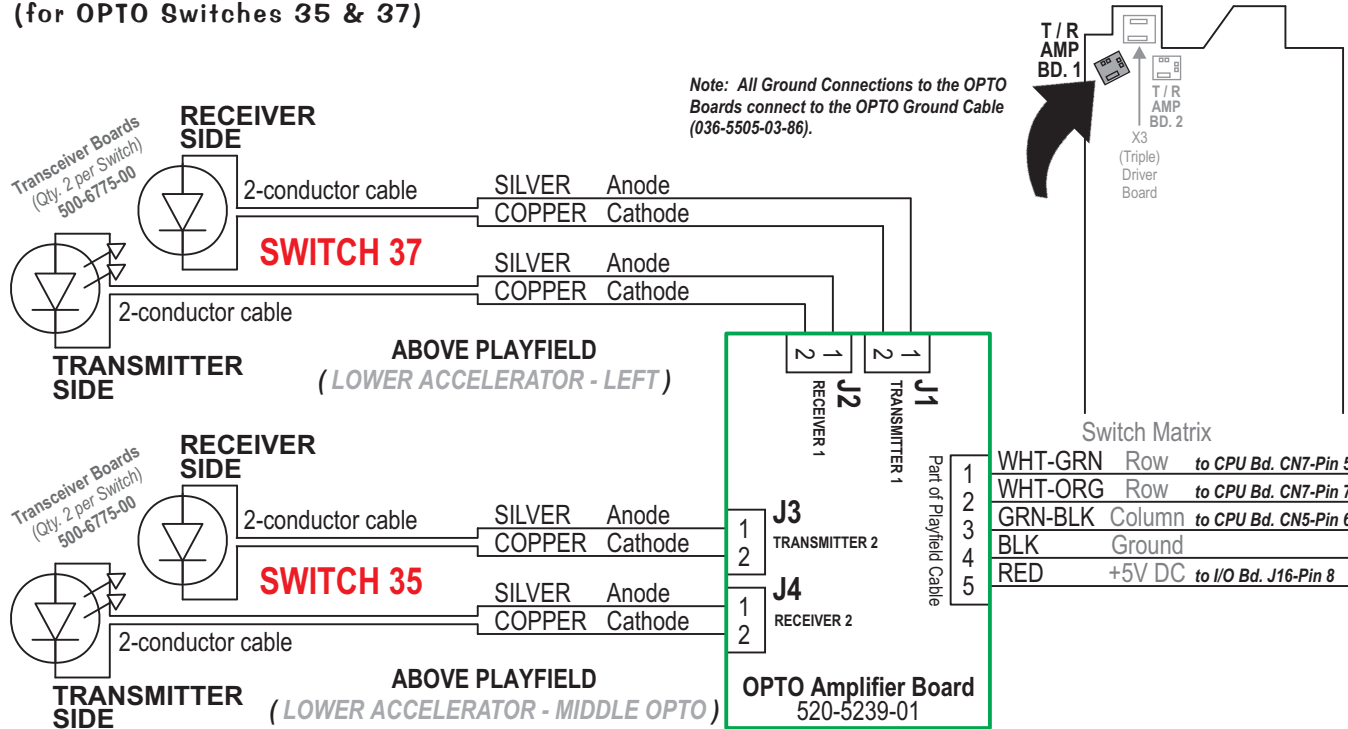 (for OPTO Switches 35 & 37)
Note: All Ground Connections to the OPTO
Boards connect to the OPTO Ground Cable
(036-5505-03-86).
T / R
AMP
BD. 1
T / R
AMP
BD. 2
X3
(Triple)
Driver
Board
Transceiver Boards
(Qty. 2 per Switch)
500-6775-00
RECEIVER
SIDE
2-conductor cable
SILVER Anode
COPPER Cathode
SWITCH 37
SILVER Anode
COPPER Cathode
2-conductor cable
TRANSMITTER
SIDE
ABOVE PLAYFIELD
( LOWER ACCELERATOR - LEFT )
2 1
J2
RECEIVER 1
2 1
J1
TRANSMITTER 1
Transceiver Boards
(Qty. 2 per Switch)
500-6775-00
RECEIVER
SIDE
2-conductor cable
SILVER Anode
COPPER Cathode
1
2
J3
TRANSMITTER 2
SWITCH 35
SILVER Anode
COPPER Cathode
1
2
J4
RECEIVER 2
2-conductor cable
TRANSMITTER
SIDE
ABOVE PLAYFIELD
( LOWER ACCELERATOR - MIDDLE OPTO )
OPTO Amplifier Board
520-5239-01
Part of Playfield Cable
Switch Matrix
1 WHT-GRN Row to CPU Bd. CN7-Pin 5
2 WHT-ORG Row to CPU Bd. CN7-Pin 7
3 GRN-BLK Column to CPU Bd. CN5-Pin 6
4 BLK Ground
5 RED +5V DC to I/O Bd. J16-Pin 8